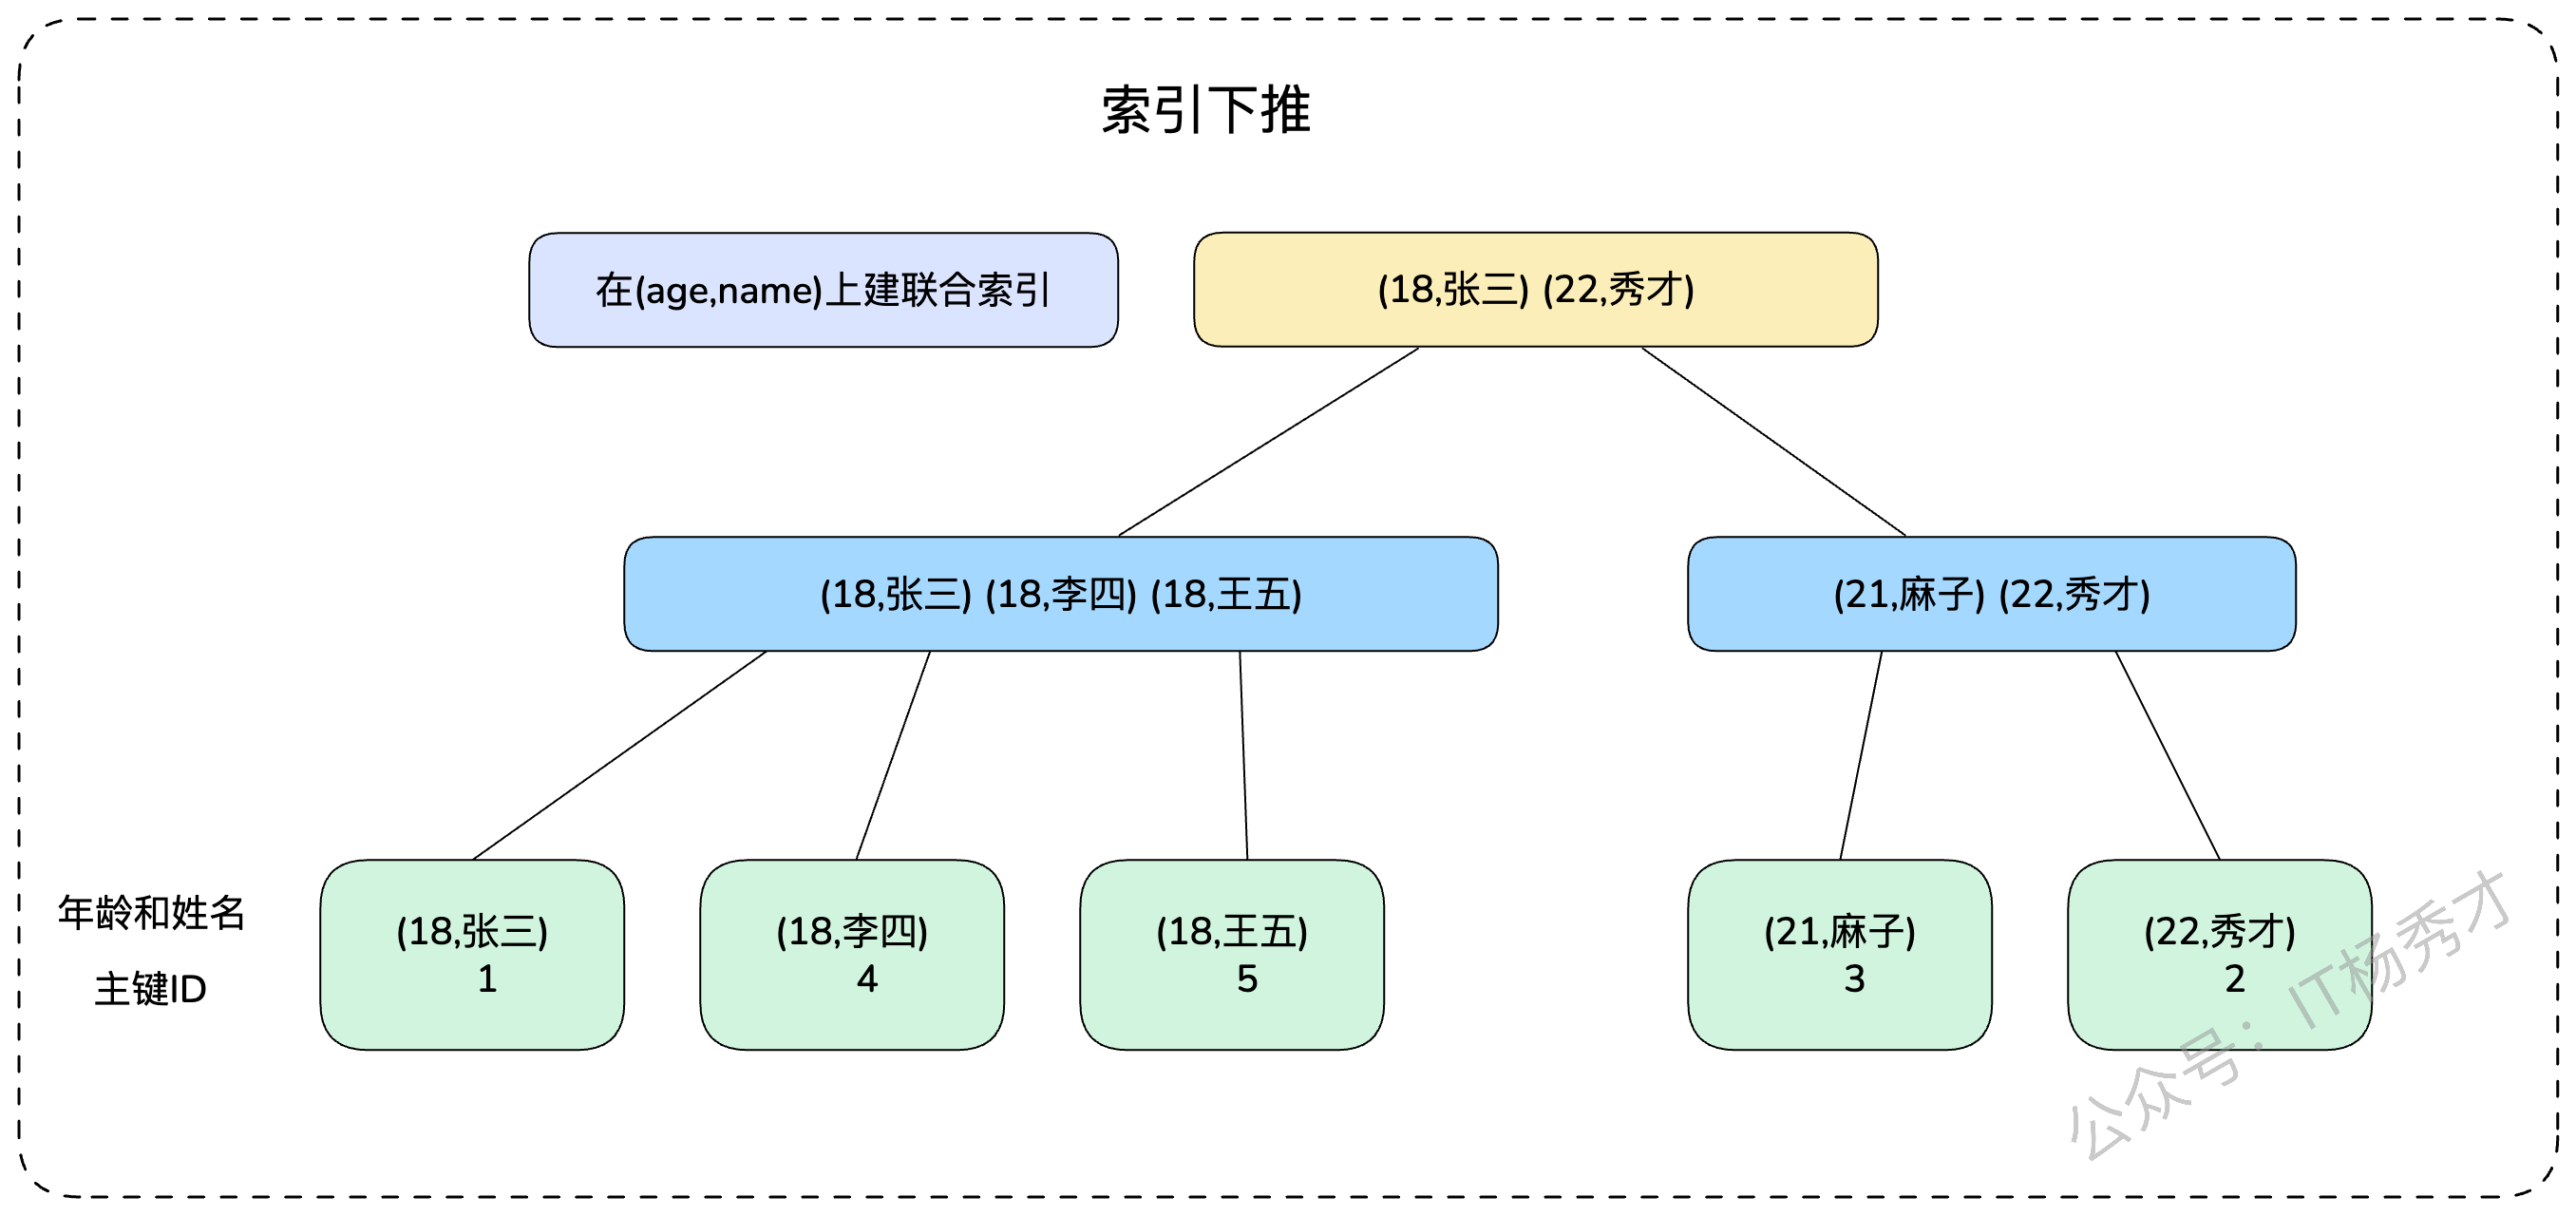 索引下推
在(age,name)上建联合索引
(18,张三) (22,秀才)
(18,张三) (18,李四) (18,王五)
(21,麻子) (22,秀才)
年龄和姓名
主键ID
(18,张三)
1
(18,李四)
4
(18,王五)
5
(21,麻子)
3
(22,秀才)
2
公众号：IT杨秀才